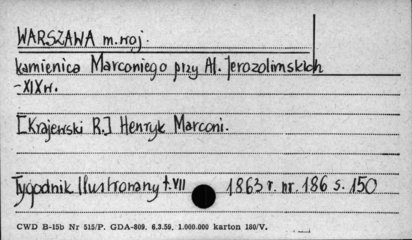 WARSZAWA m.woj.
kamienica Marconiego przy Al. Jerozolimskich
-XIXw.
[Krajewski R.] Henryk Marconi.
Tygodnik Ilustrowany t.VII 1863 r. nr. 186 s. 150
CWD B-15b Nr 515/P. GDA-809. 6.3.59. 1.000.000 karton 180/V.